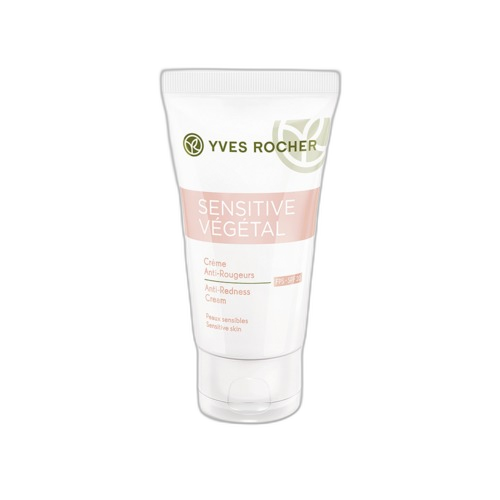 YVES ROCHER
SENSITIVE
VÉGÉTAL
Crème
Anti-Rougeurs
Anti-Redness
Cream
Peaux sensibles
Sensitive skin